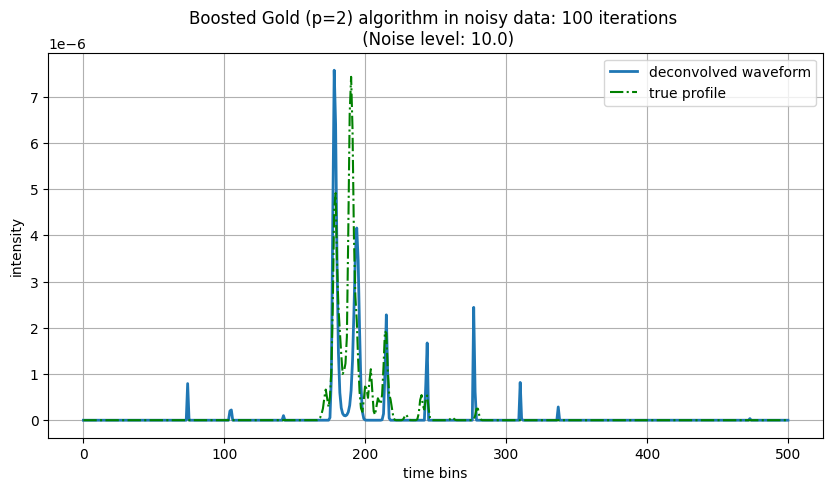 Boosted Gold (p=2) algorithm in noisy data: 100 iterations
(Noise level: 10.0)
1e−6
deconvolved waveform
true profile
7
6
5
4
3
2
1
0
intensity
0 100 200 300 400 500
time bins